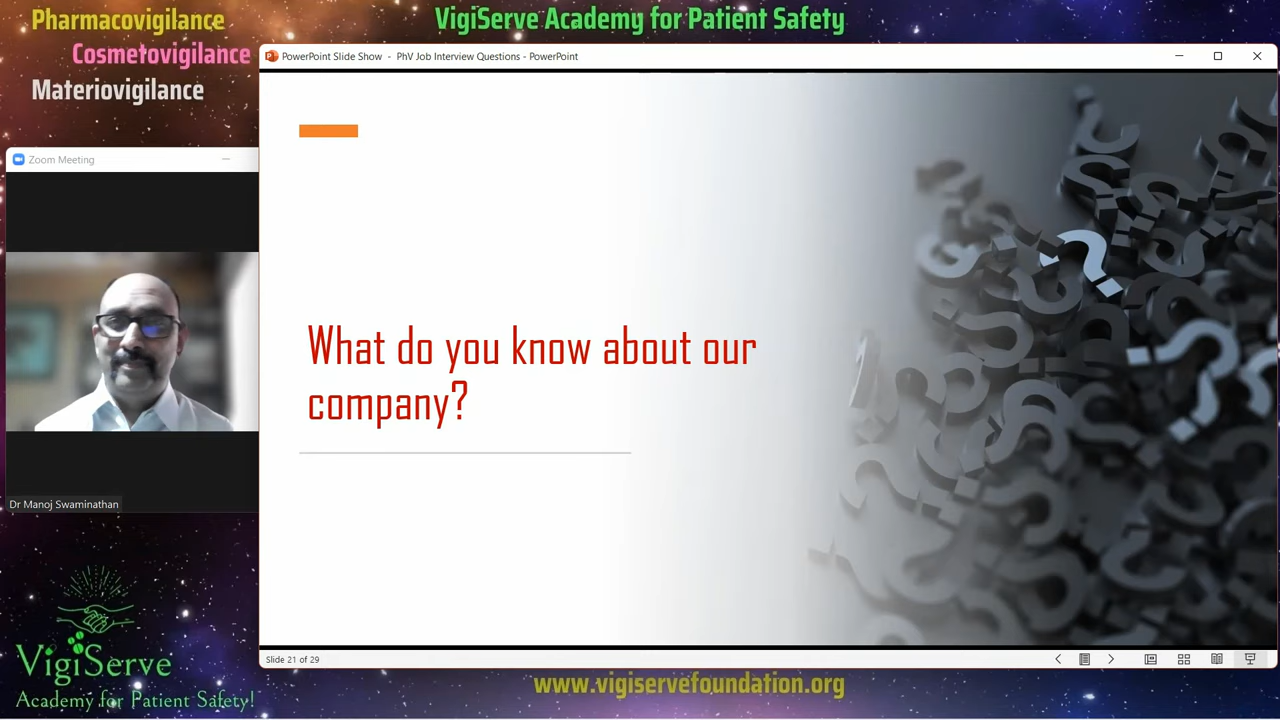 Pharmacovigilance
Cosmetovigilance
Materiovigilance
VigiServe Academy for Patient Safety
PowerPoint Slide Show - PhV Job Interview Questions - PowerPoint
Zoom Meeting
What do you know about our
company?
Dr Manoj Swaminathan
VigiServe
Academy for Patient Safety!
Slide 21 of 29
www.vigiservefoundation.org